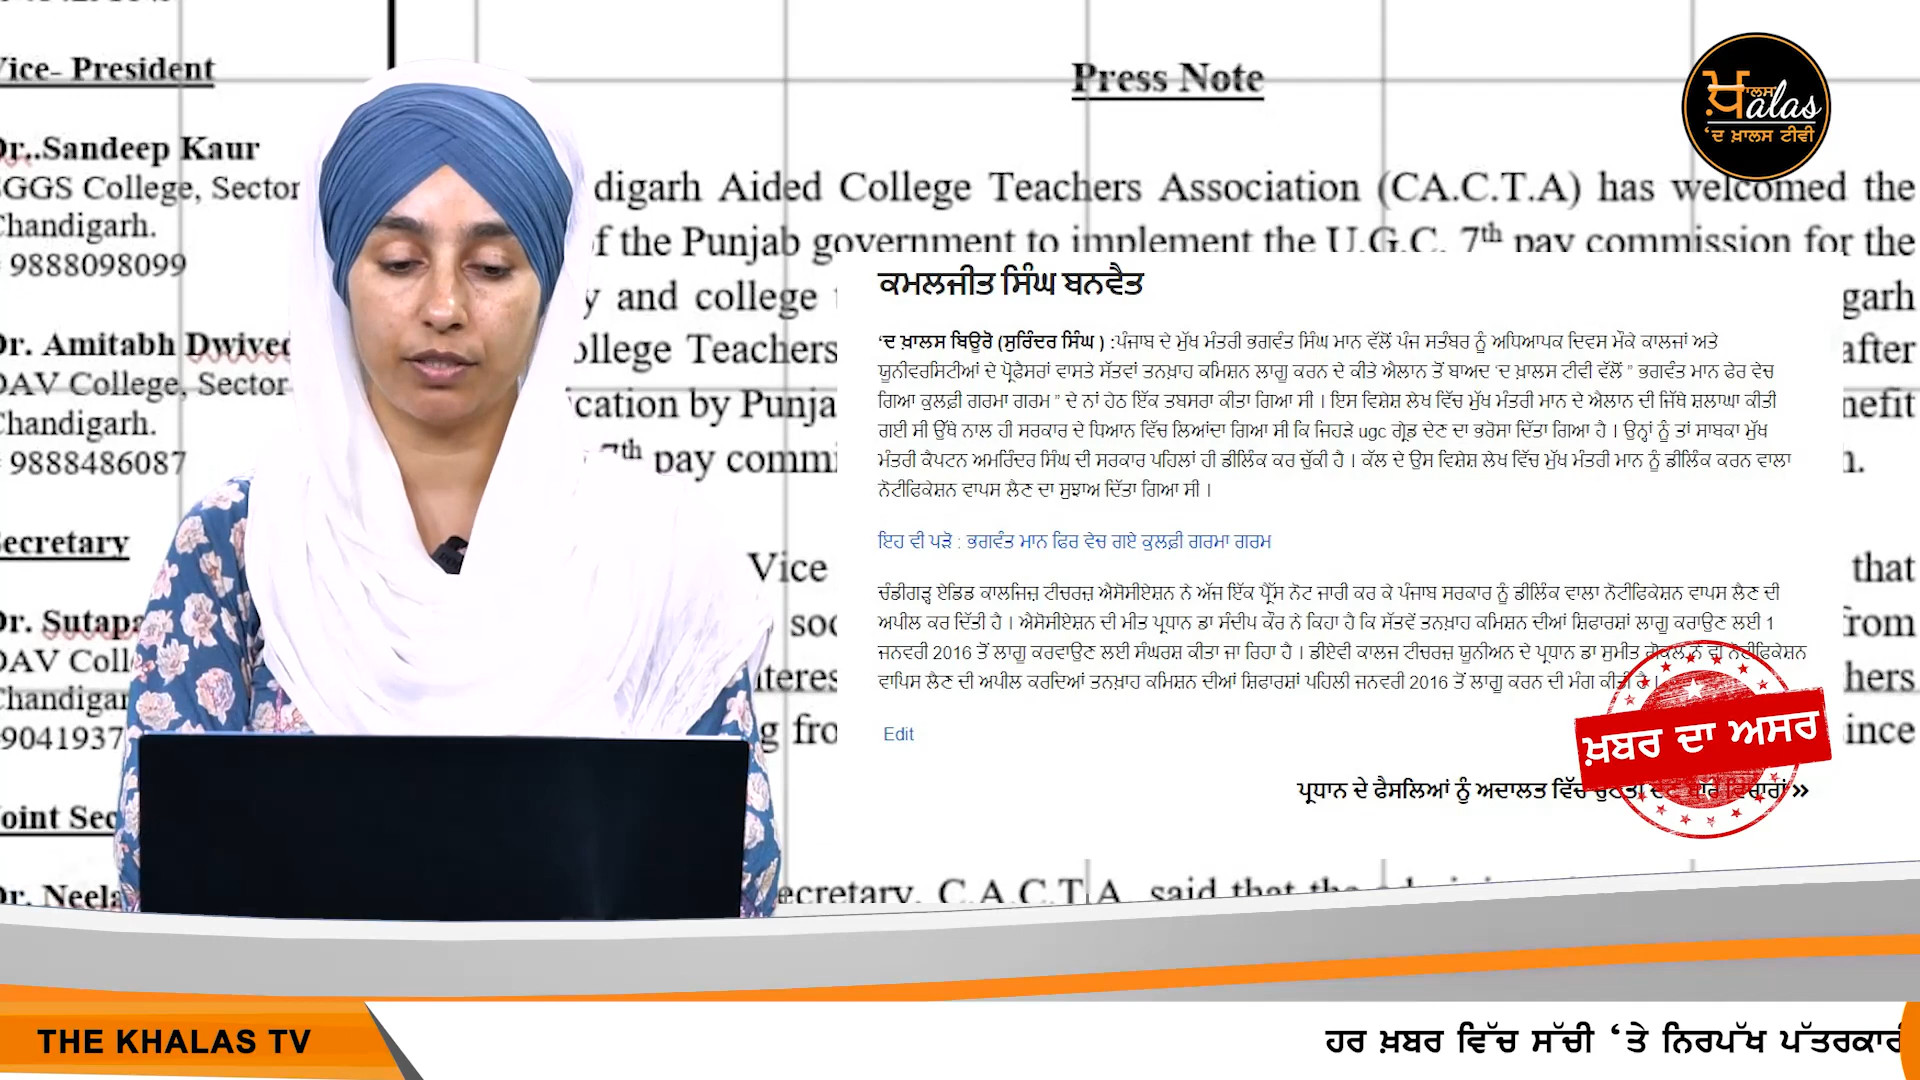 Vice- President
Press Note
Dr..Sandeep Kaur
GGS College, Sector
Chandigarh.
9888098099
Dr. Amitabh Dwived
DAV College, Sector
Chandigarh.
9888486087
Secretary
Dr. Sutapa
DAV Coll
Chandigar
9041937
Joint Sec
Dr. Neela
digarh Aided College Teachers Association (CA.C.T.A) has welcomed the
of the Punjab government to implement the U.G.C. 7th pay commission for the
y and college
garh
ollege Teachers
after
ication by Punja
nefit
7th pay commi
Vice
that
soc
from
nteres
hers
g fro
ince
ecretary, C.A.C.T.A. said that the
ਕਮਲਜੀਤ ਸਿੰਘ ਬਨਵੈਤ
‘ਦ ਖ਼ਾਲਸ ਬਿਊਰੋ (ਸੁਰਿੰਦਰ ਸਿੰਘ ) :ਪੰਜਾਬ ਦੇ ਮੁੱਖ ਮੰਤਰੀ ਭਗਵੰਤ ਸਿੰਘ ਮਾਨ ਵੱਲੋਂ ਪੰਜ ਸਤੰਬਰ ਨੂੰ ਅਧਿਆਪਕ ਦਿਵਸ ਮੌਕੇ ਕਾਲਜਾਂ ਅਤੇ
ਯੂਨੀਵਰਸਿਟੀਆਂ ਦੇ ਪ੍ਰੋਫੈਸਰਾਂ ਵਾਸਤੇ ਸੱਤਵਾਂ ਤਨਖ਼ਾਹ ਕਮਿਸ਼ਨ ਲਾਗੂ ਕਰਨ ਦੇ ਕੀਤੇ ਐਲਾਨ ਤੋਂ ਬਾਅਦ ‘ਦ ਖ਼ਾਲਸ ਟੀਵੀ ਵੱਲੋਂ ” ਭਗਵੰਤ ਮਾਨ ਫੇਰ ਵੇਚ
ਗਿਆ ਕੁਲਫ਼ੀ ਗਰਮਾ ਗਰਮ ” ਦੇ ਨਾਂ ਹੇਠ ਇੱਕ ਤਬਸਰਾ ਕੀਤਾ ਗਿਆ ਸੀ । ਇਸ ਵਿਸ਼ੇਸ਼ ਲੇਖ ਵਿੱਚ ਮੁੱਖ ਮੰਤਰੀ ਮਾਨ ਦੇ ਐਲਾਨ ਦੀ ਜਿੱਥੇ ਸ਼ਲਾਘਾ ਕੀਤੀ
ਗਈ ਸੀ ਉੱਥੇ ਨਾਲ ਹੀ ਸਰਕਾਰ ਦੇ ਧਿਆਨ ਵਿੱਚ ਲਿਆਂਦਾ ਗਿਆ ਸੀ ਕਿ ਜਿਹੜੇ ugc ਗ੍ਰੇਡ ਦੇਣ ਦਾ ਭਰੋਸਾ ਦਿੱਤਾ ਗਿਆ ਹੈ । ਉਨ੍ਹਾਂ ਨੂੰ ਤਾਂ ਸਾਬਕਾ ਮੁੱਖ
ਮੰਤਰੀ ਕੈਪਟਨ ਅਮਰਿੰਦਰ ਸਿੰਘ ਦੀ ਸਰਕਾਰ ਪਹਿਲਾਂ ਹੀ ਡੀਲਿੰਕ ਕਰ ਚੁੱਕੀ ਹੈ । ਕੱਲ ਦੇ ਉਸ ਵਿਸ਼ੇਸ਼ ਲੇਖ ਵਿੱਚ ਮੁੱਖ ਮੰਤਰੀ ਮਾਨ ਨੂੰ ਡੀਲਿੰਕ ਕਰਨ ਵਾਲਾ
ਨੋਟੀਫਿਕੇਸ਼ਨ ਵਾਪਸ ਲੈਣ ਦਾ ਸੁਝਾਅ ਦਿੱਤਾ ਗਿਆ ਸੀ ।
ਇਹ ਵੀ ਪੜੋ : ਭਗਵੰਤ ਮਾਨ ਫਿਰ ਵੇਚ ਗਏ ਕੁਲਫ਼ੀ ਗਰਮਾ ਗਰਮ
ਚੰਡੀਗੜ੍ਹ ਏਡਿਡ ਕਾਲਜਿਜ਼ ਟੀਚਰਜ਼ ਐਸੋਸੀਏਸ਼ਨ ਨੇ ਅੱਜ ਇੱਕ ਪ੍ਰੈੱਸ ਨੋਟ ਜਾਰੀ ਕਰ ਕੇ ਪੰਜਾਬ ਸਰਕਾਰ ਨੂੰ ਡੀਲਿੰਕ ਵਾਲਾ ਨੋਟੀਫਿਕੇਸ਼ਨ ਵਾਪਸ ਲੈਣ ਦੀ
ਅਪੀਲ ਕਰ ਦਿੱਤੀ ਹੈ । ਐਸੋਸੀਏਸ਼ਨ ਦੀ ਮੀਤ ਪ੍ਰਧਾਨ ਡਾ ਸੰਦੀਪ ਕੌਰ ਨੇ ਕਿਹਾ ਹੈ ਕਿ ਸੱਤਵੇਂ ਤਨਖ਼ਾਹ ਕਮਿਸ਼ਨ ਦੀਆਂ ਸ਼ਿਫਾਰਸ਼ਾਂ ਲਾਗੂ ਕਰਾਉਣ ਲਈ 1
ਜਨਵਰੀ 2016 ਤੋਂ ਲਾਗੂ ਕਰਵਾਉਣ ਲਈ ਸੰਘਰਸ਼ ਕੀਤਾ ਜਾ ਰਿਹਾ ਹੈ । ਡੀਏਵੀ ਕਾਲਜ ਟੀਚਰਜ਼ ਯੂਨੀਅਨ ਦੇ ਪ੍ਰਧਾਨ ਡਾ ਸੁਮੀਤ ਗੋਕਲ ਨੇ ਵੀ ਨੋਟੀਫਿਕੇਸ਼ਨ
ਵਾਪਿਸ ਲੈਣ ਦੀ ਅਪੀਲ ਕਰਦਿਆਂ ਤਨਖ਼ਾਹ ਕਮਿਸ਼ਨ ਦੀਆਂ ਸ਼ਿਫਾਰਸ਼ਾਂ ਪਹਿਲੀ ਜਨਵਰੀ 2016 ਤੋਂ ਲਾਗੂ ਕਰਨ ਦੀ ਮੰਗ ਕੀਤੀ ਹੈ ।
Edit
ਪ੍ਰਧਾਨ ਦੇ ਫੈਸਲਿਆਂ ਨੂੰ ਅਦਾਲਤ ਵਿੱਚ »
ਖ਼ਬਰ ਦਾ ਅਸਰ
ਖ਼ਾਲਸ alas
‘ਦ ਖ਼ਾਲਸ ਟੀਵੀ
THE KHALAS TV
ਹਰ ਖ਼ਬਰ ਵਿੱਚ ਸੱਚੀ ‘ਤੇ ਨਿਰਪੱਖ ਪੱਤਰਕਾਰੀ